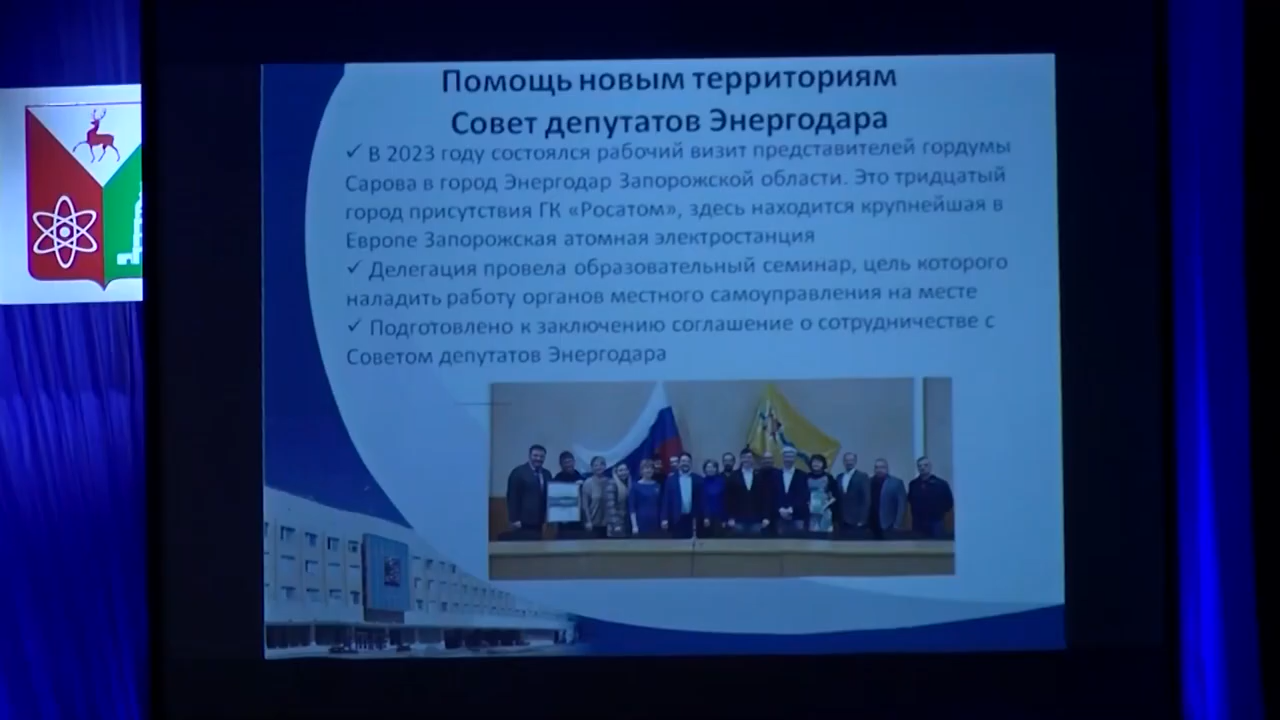 Помощь новым территориям
Совет депутатов Энергодара
✓ В 2023 году состоялся рабочий визит представителей гордумы
Сарова в город Энергодар Запорожской области. Это тридцатый
город присутствия ГК «Росатом», здесь находится крупнейшая в
Европе Запорожская атомная электростанция
✓ Делегация провела образовательный семинар, цель которого
наладить работу органов местного самоуправления на месте
✓ Подготовлено к заключению соглашение о сотрудничестве с
Советом депутатов Энергодара